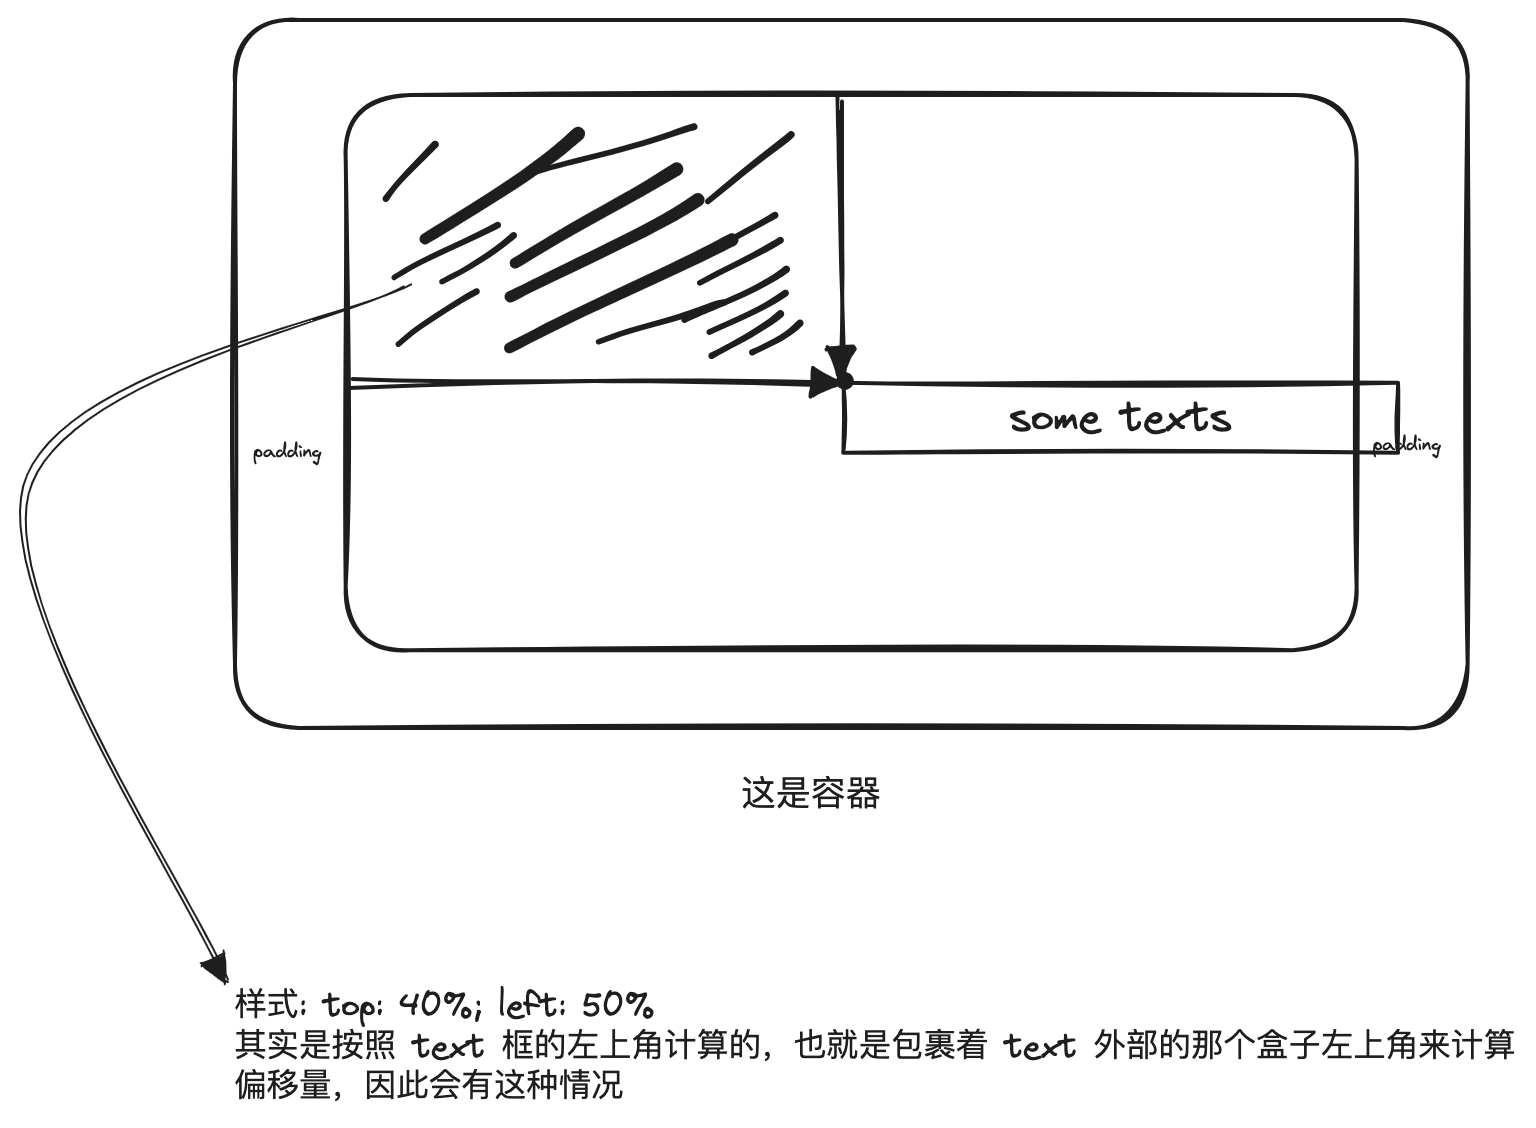 some texts
padding
padding
这是容器
样式: top: 40%; left: 50%
其实是按照 text 框的左上角计算的，也就是包裹着 text 外部的那个盒子左上角来计算
偏移量，因此会有这种情况